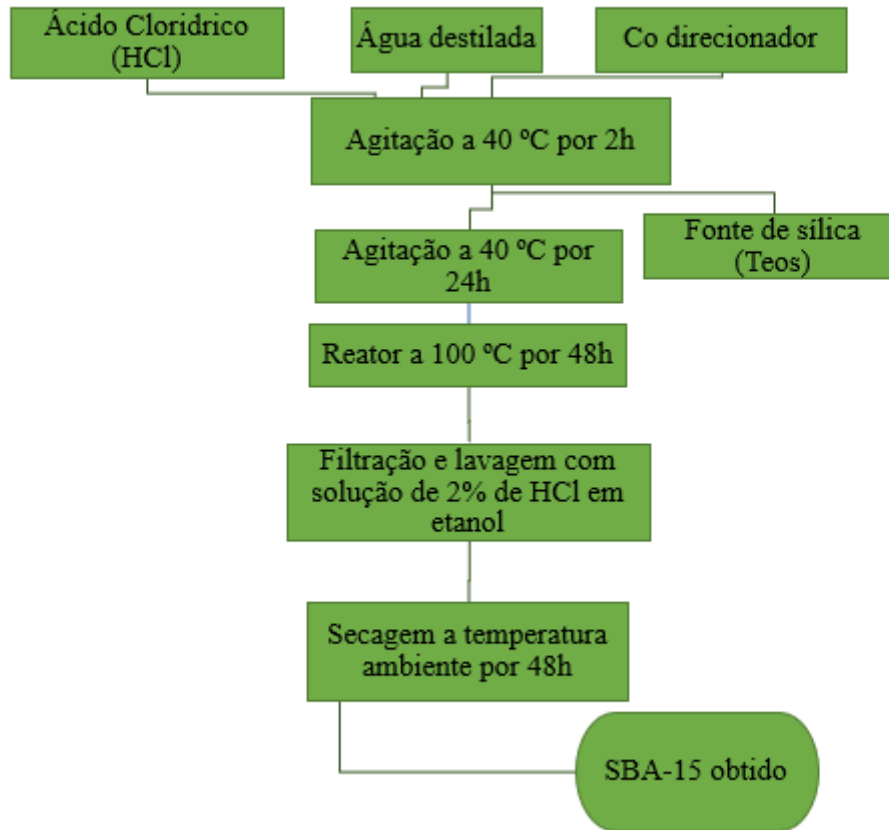 Ácido Cloridrico
(HCl)
Água destilada
Co direcionador
Agitação a 40 ºC por 2h
Fonte de sílica
(Teos)
Agitação a 40 ºC por
24h
Reator a 100 ºC por 48h
Filtração e lavagem com
solução de 2% de HCl em
etanol
Secagem a temperatura
ambiente por 48h
SBA-15 obtido